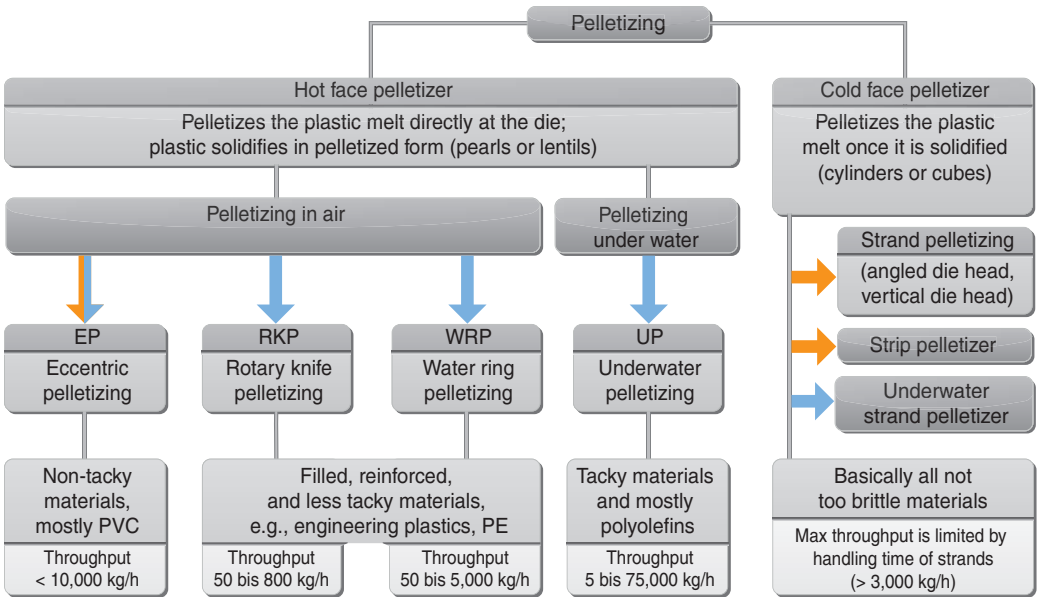 Pelletizing
Hot face pelletizer
Pelletizes the plastic melt directly at the die;
plastic solidifies in pelletized form (pearls or lentils)
Cold face pelletizer
Pelletizes the plastic
melt once it is solidified
(cylinders or cubes)
Pelletizing in air
Pelletizing
under water
Strand pelletizing
(angled die head,
vertical die head)
Strip pelletizer
Underwater
strand pelletizer
EP
Eccentric
pelletizing
RKP
Rotary knife
pelletizing
WRP
Water ring
pelletizing
UP
Underwater
pelletizing
Non-tacky
materials,
mostly PVC
Throughput
< 10,000 kg/h
Filled, reinforced,
and less tacky materials,
e.g., engineering plastics, PE
Throughput
50 bis 800 kg/h
Throughput
50 bis 5,000 kg/h
Tacky materials
and mostly
polyolefins
Throughput
5 bis 75,000 kg/h
Basically all not
too brittle materials
Max throughput is limited by
handling time of strands
(> 3,000 kg/h)